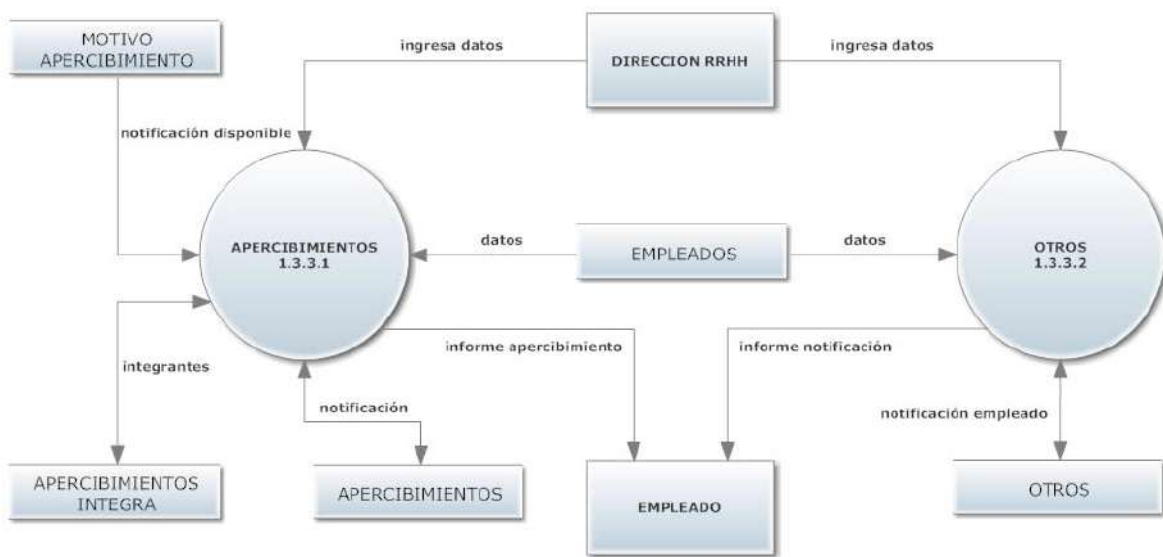 MOTIVO
APERCIBIMIENTO
ingresa datos
DIRECCION RRHH
ingresa datos
notificación disponible
APERCIBIMIENTOS
1.3.3.1
datos
EMPLEADOS
datos
OTROS
1.3.3.2
informe apercibimiento
informe notificación
integrantes
notificación
notificación empleado
APERCIBIMIENTOS
INTEGRA
APERCIBIMIENTOS
EMPLEADO
OTROS